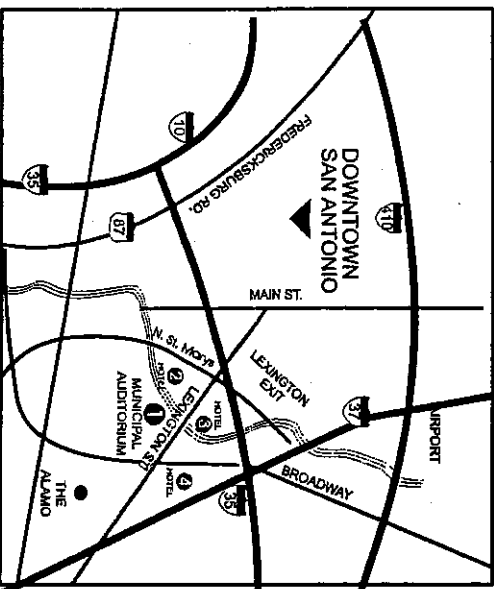 DOWNTOWN
SAN ANTONIO
410
FREDERICKSBURG RD.
10
35
87
MAIN ST.
LEXINGTON
EXIT
N. St. Marys
37
IRPORT
BROADWAY
35
HOTEL
2
HOTEL
3
LEXINGTON ST.
1
MUNICIPAL
AUDITORIUM
HOTEL
4
THE
ALAMO